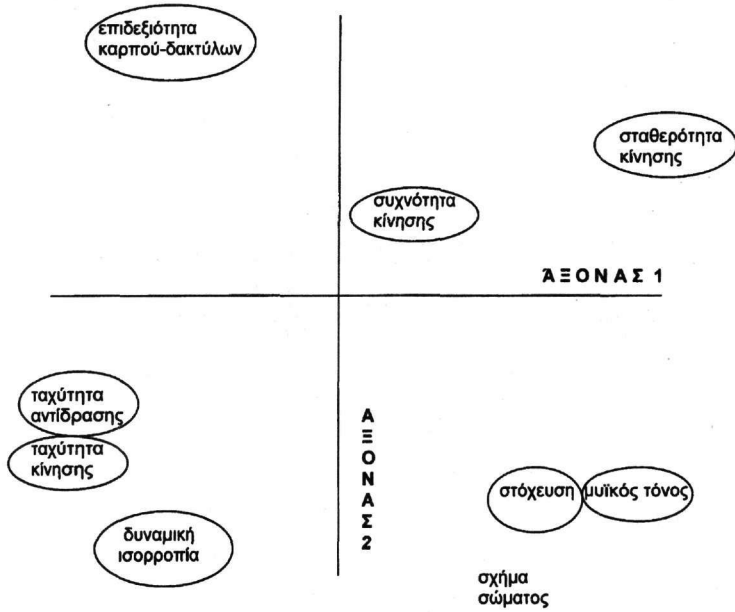 επιδεξιότητα
καρπού-δακτύλων
σταθερότητα
κίνησης
συχνότητα
κίνησης
ΆΞΟΝΑΣ 1
ταχύτητα
αντίδρασης
ταχύτητα
κίνησης
ΑΞΟΝΑΣ 2
στόχευση
μυϊκός τόνος
δυναμική
ισορροπία
σχήμα
σώματος